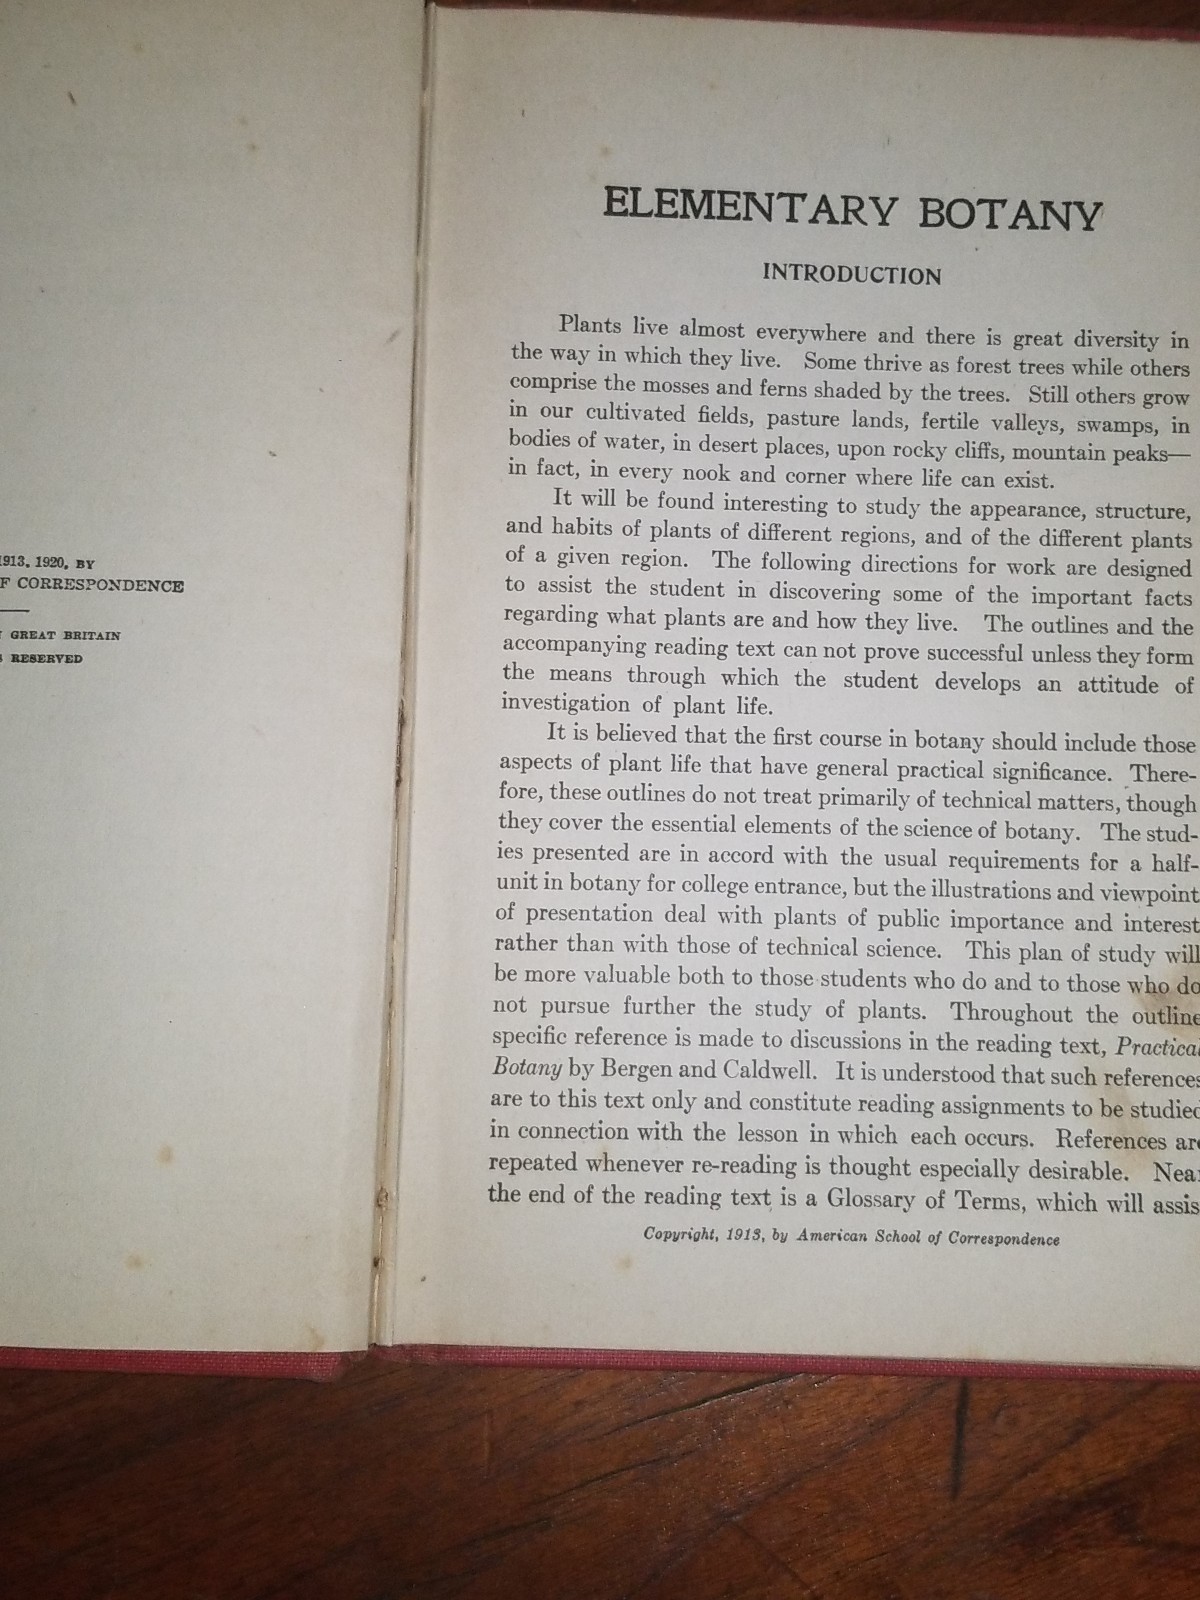 1913, 1920, BY
F CORRESPONDENCE
GREAT BRITAIN
RESERVED
ELEMENTARY BOTANY
INTRODUCTION
Plants live almost everywhere and there is great diversity in
the way in which they live. Some thrive as forest trees while others
comprise the mosses and ferns shaded by the trees. Still others grow
in our cultivated fields, pasture lands, fertile valleys, swamps, in
bodies of water, in desert places, upon rocky cliffs, mountain peaks—
in fact, in every nook and corner where life can exist.
It will be found interesting to study the appearance, structure,
and habits of plants of different regions, and of the different plants
of a given region. The following directions for work are designed
to assist the student in discovering some of the important facts
regarding what plants are and how they live. The outlines and the
accompanying reading text can not prove successful unless they form
the means through which the student develops an attitude of
investigation of plant life.
It is believed that the first course in botany should include those
aspects of plant life that have general practical significance. There-
fore, these outlines do not treat primarily of technical matters, though
they cover the essential elements of the science of botany. The stud-
ies presented are in accord with the usual requirements for a half-
unit in botany for college entrance, but the illustrations and viewpoint
of presentation deal with plants of public importance and interest
rather than with those of technical science. This plan of study will
be more valuable both to those students who do and to those who do
not pursue further the study of plants. Throughout the outline
specific reference is made to discussions in the reading text, Practical
Botany by Bergen and Caldwell. It is understood that such references
are to this text only and constitute reading assignments to be studied
in connection with the lesson in which each occurs. References are
repeated whenever re-reading is thought especially desirable. Near
the end of the reading text is a Glossary of Terms, which will assis
Copyright, 1913, by American School of Correspondence